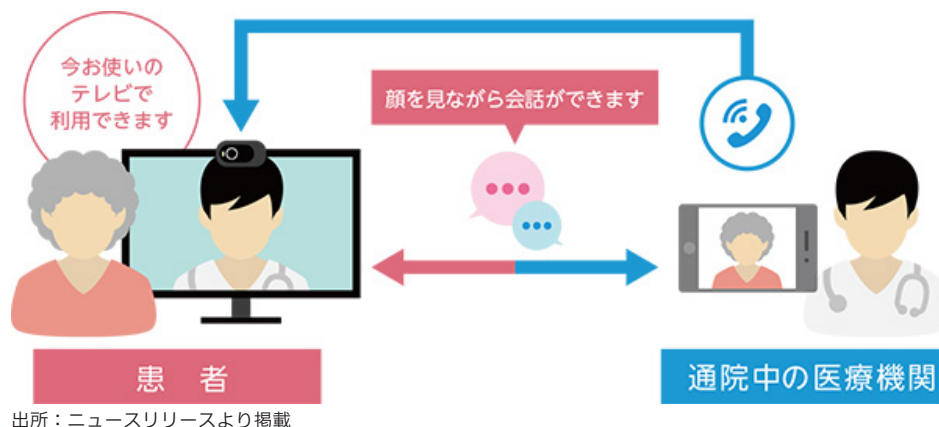 今お使いの
テレビで
利用できます
顔を見ながら会話ができます
患者
通院中の医療機関
出所：ニュースリリースより掲載